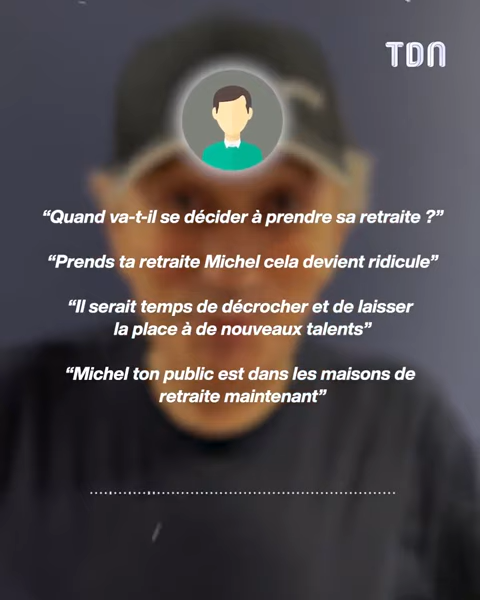 TDN
“Quand va-t-il se décider à prendre sa retraite ?”
“Prends ta retraite Michel cela devient ridicule”
“Il serait temps de décrocher et de laisser
la place à de nouveaux talents”
“Michel ton public est dans les maisons de
retraite maintenant”